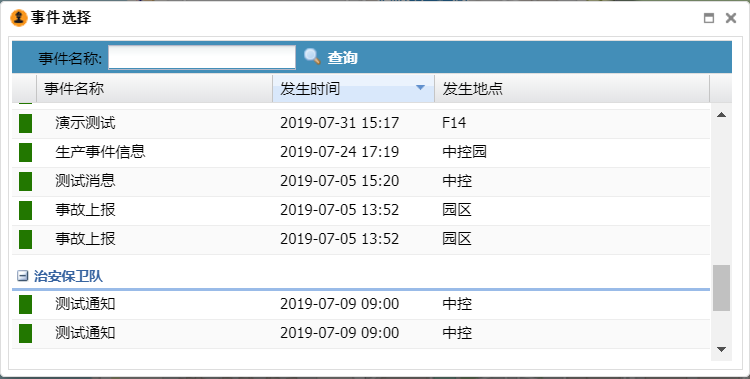 事件选择
事件名称: 查询
事件名称 发生时间 发生地点
演示测试 2019-07-31 15:17 F14
生产事件信息 2019-07-24 17:19 中控园
测试消息 2019-07-05 15:20 中控
事故上报 2019-07-05 13:52 园区
事故上报 2019-07-05 13:52 园区
治安保卫队
测试通知 2019-07-09 09:00 中控
测试通知 2019-07-09 09:00 中控